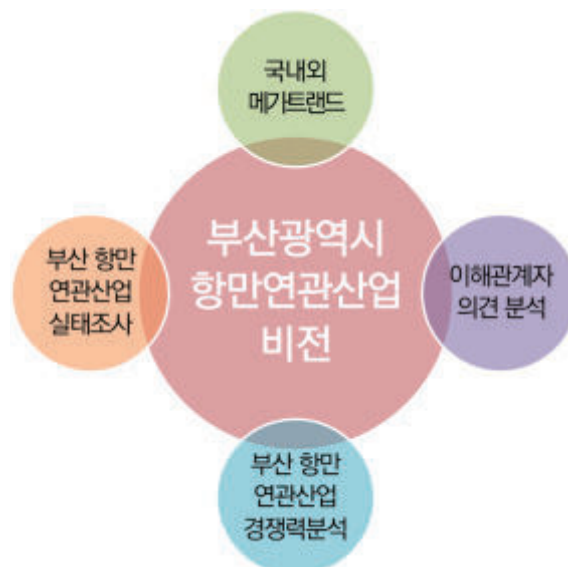 국내외
메가트랜드
부산광역시
항만연관산업
비전
부산 항만
연관산업
실태조사
이해관계자
의견 분석
부산 항만
연관산업
경쟁력분석